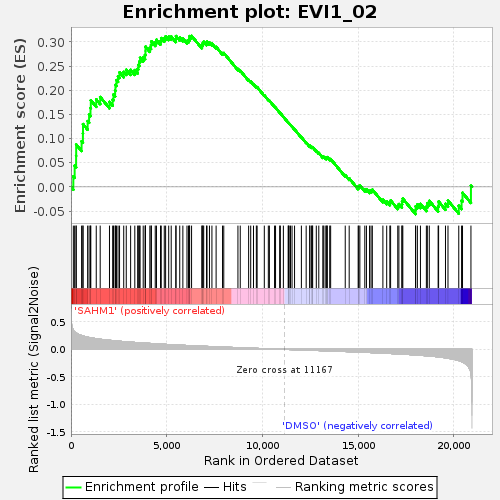 Enrichment plot: EVI1_02
Enrichment score (ES)
0.30
0.25
0.20
0.15
0.10
0.05
0.00
-0.05
'SAHM1' (positively correlated)
Ranked list metric (Signal2Noise)
0.5
0.0
-0.5
-1.0
-1.5
Zero cross at 11167
'DMSO' (negatively correlated)
0
5,000
10,000
15,000
20,000
Rank in Ordered Dataset
Enrichment profile
Hits
Ranking metric scores